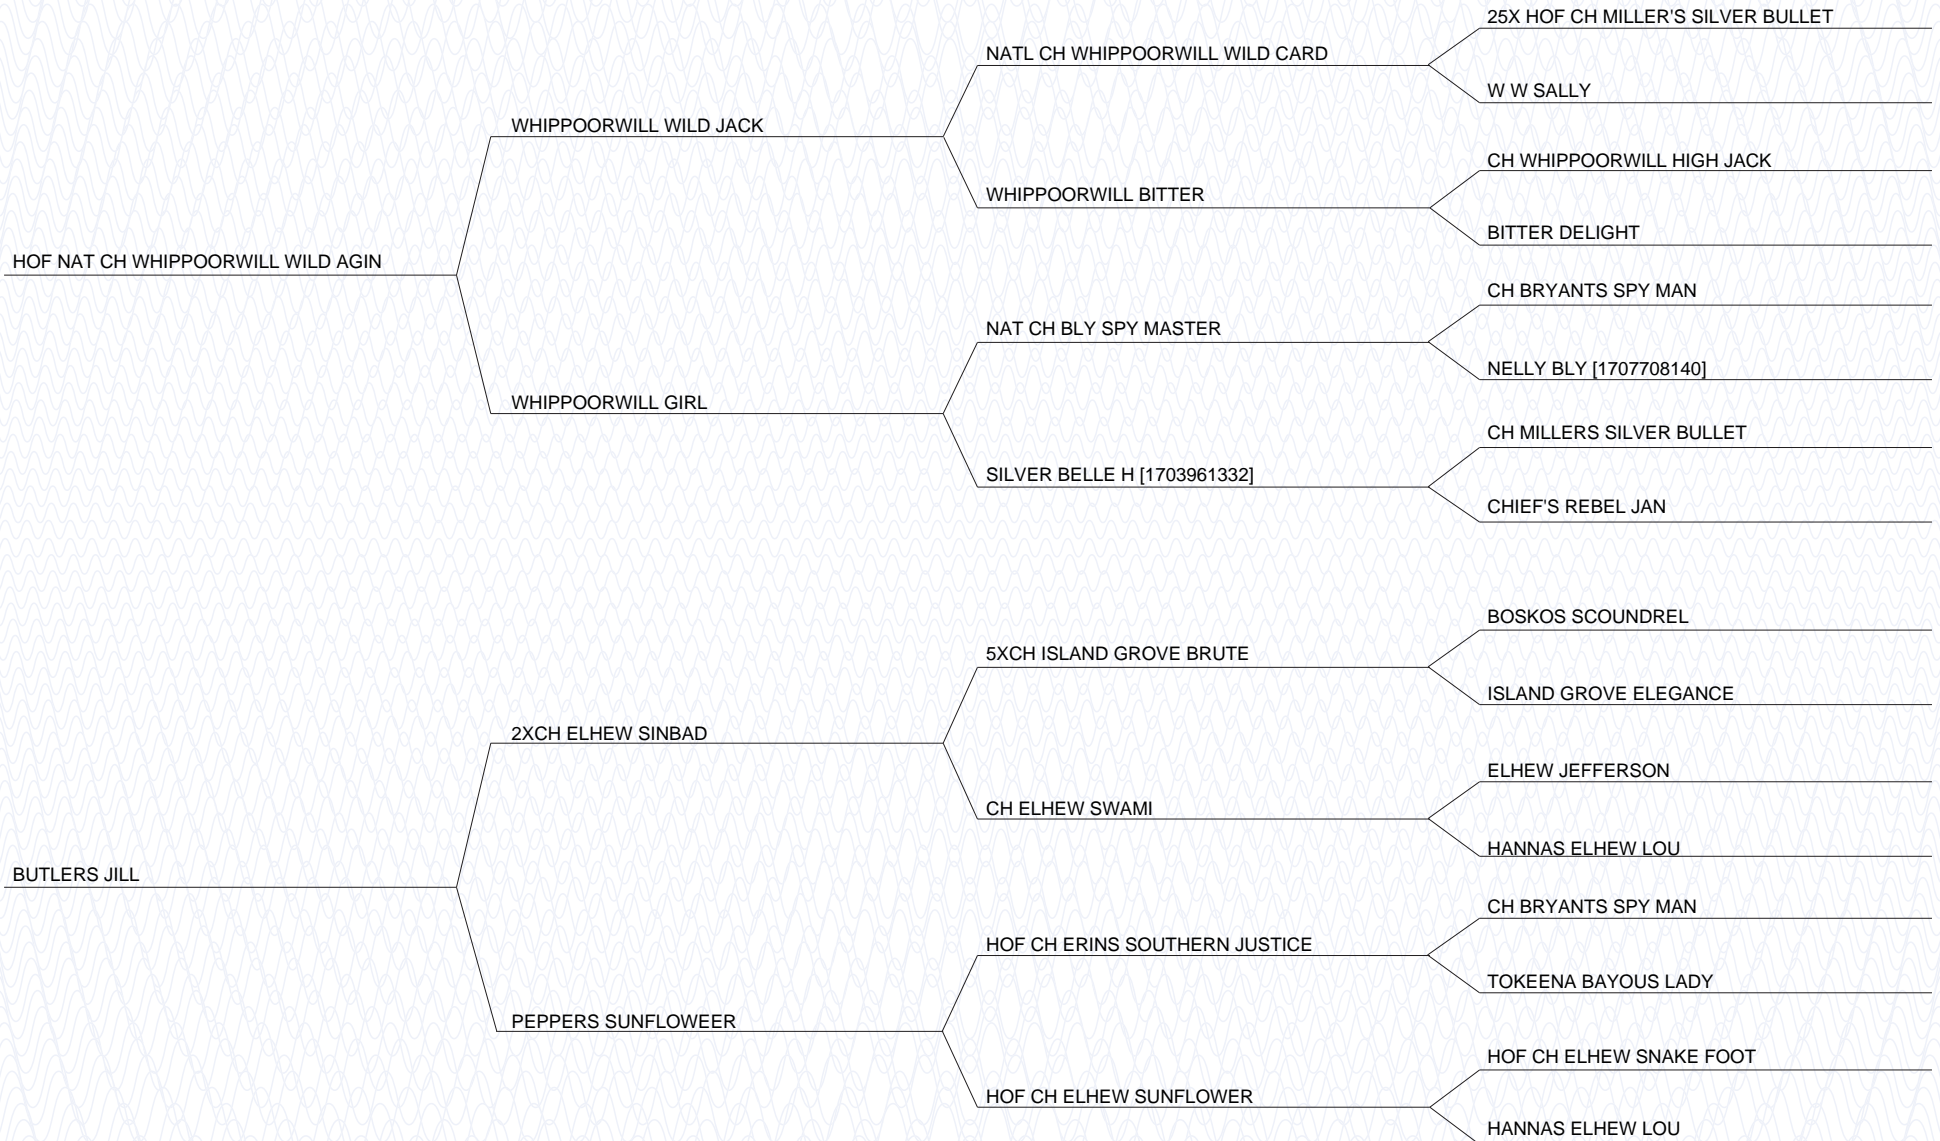 25X HOF CH MILLER'S SILVER BULLET
NATL CH WHIPPOORWILL WILD CARD
W W SALLY
WHIPPOORWILL WILD JACK
CH WHIPPOORWILL HIGH JACK
WHIPPOORWILL BITTER
BITTER DELIGHT
HOF NAT CH WHIPPOORWILL WILD AGIN
CH BRYANTS SPY MAN
NAT CH BLY SPY MASTER
NELLY BLY [1707708140]
WHIPPOORWILL GIRL
CH MILLERS SILVER BULLET
SILVER BELLE H [1703961332]
CHIEF'S REBEL JAN
BOSKOS SCOUNDREL
5XCH ISLAND GROVE BRUTE
ISLAND GROVE ELEGANCE
2XCH ELHEW SINBAD
ELHEW JEFFERSON
CH ELHEW SWAMI
HANNAS ELHEW LOU
BUTLERS JILL
CH BRYANTS SPY MAN
HOF CH ERINS SOUTHERN JUSTICE
TOKEENA BAYOUS LADY
PEPPERS SUNFLOWEER
HOF CH ELHEW SNAKE FOOT
HOF CH ELHEW SUNFLOWER
HANNAS ELHEW LOU